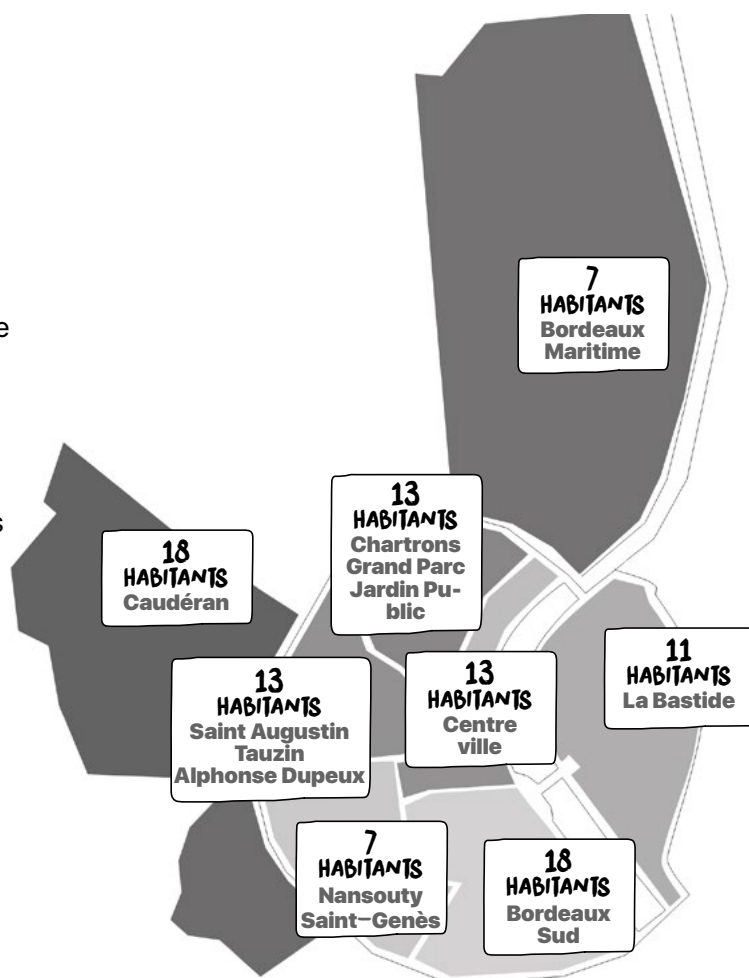 e
s
7
HABITANTS
Bordeaux
Maritime
13
HABITANTS
Chartrons
Grand Parc
Jardin Pu-
blic
18
HABITANTS
Caudéran
11
HABITANTS
La Bastide
13
HABITANTS
Centre
ville
13
HABITANTS
Saint Augustin
Tauzin
Alphonse Dupeux
7
HABITANTS
Nansouty
Saint-Genès
18
HABITANTS
Bordeaux
Sud